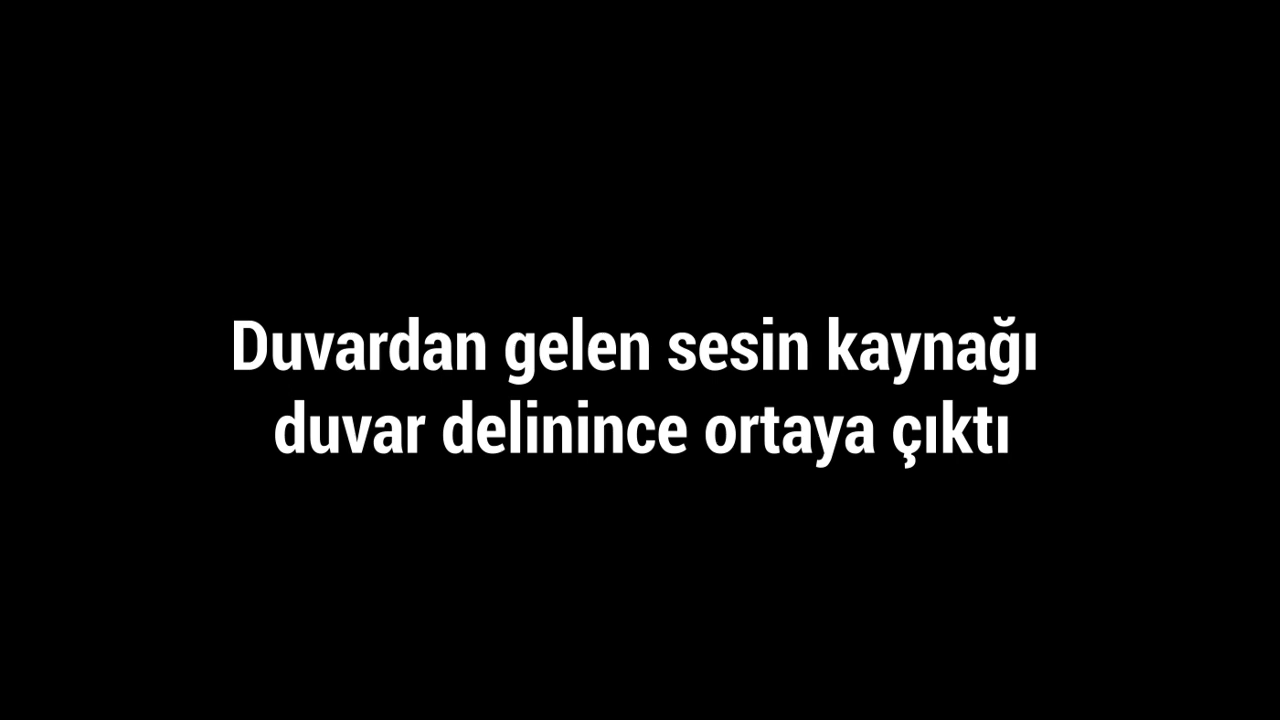 Duvardan gelen sesin kaynağı
duvar delinince ortaya çıktı